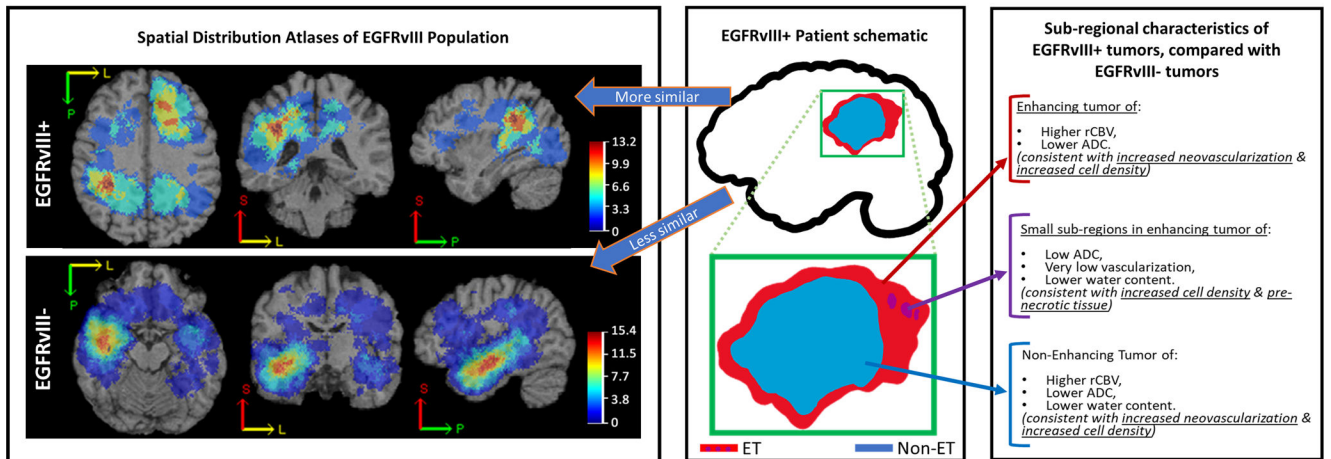 Spatial Distribution Atlases of EGFRvIII Population
EGFRvIII+
L
P
S
L
S
P
13.2
9.9
6.6
3.3
0
EGFRvIII-
L
P
S
L
S
P
15.4
11.5
7.7
3.8
0
EGFRvIII+ Patient schematic
More similar
Less similar
ET
Non-ET
Sub-regional characteristics of
EGFRvIII+ tumors, compared with
EGFRvIII- tumors
Enhancing tumor of:
• Higher rCBV,
• Lower ADC.
(consistent with increased neovascularization &
increased cell density)
Small sub-regions in enhancing tumor of:
• Low ADC,
• Very low vascularization,
• Lower water content.
(consistent with increased cell density & pre-
necrotic tissue)
Non-Enhancing Tumor of:
• Higher rCBV,
• Lower ADC,
• Lower water content.
(consistent with increased neovascularization &
increased cell density)